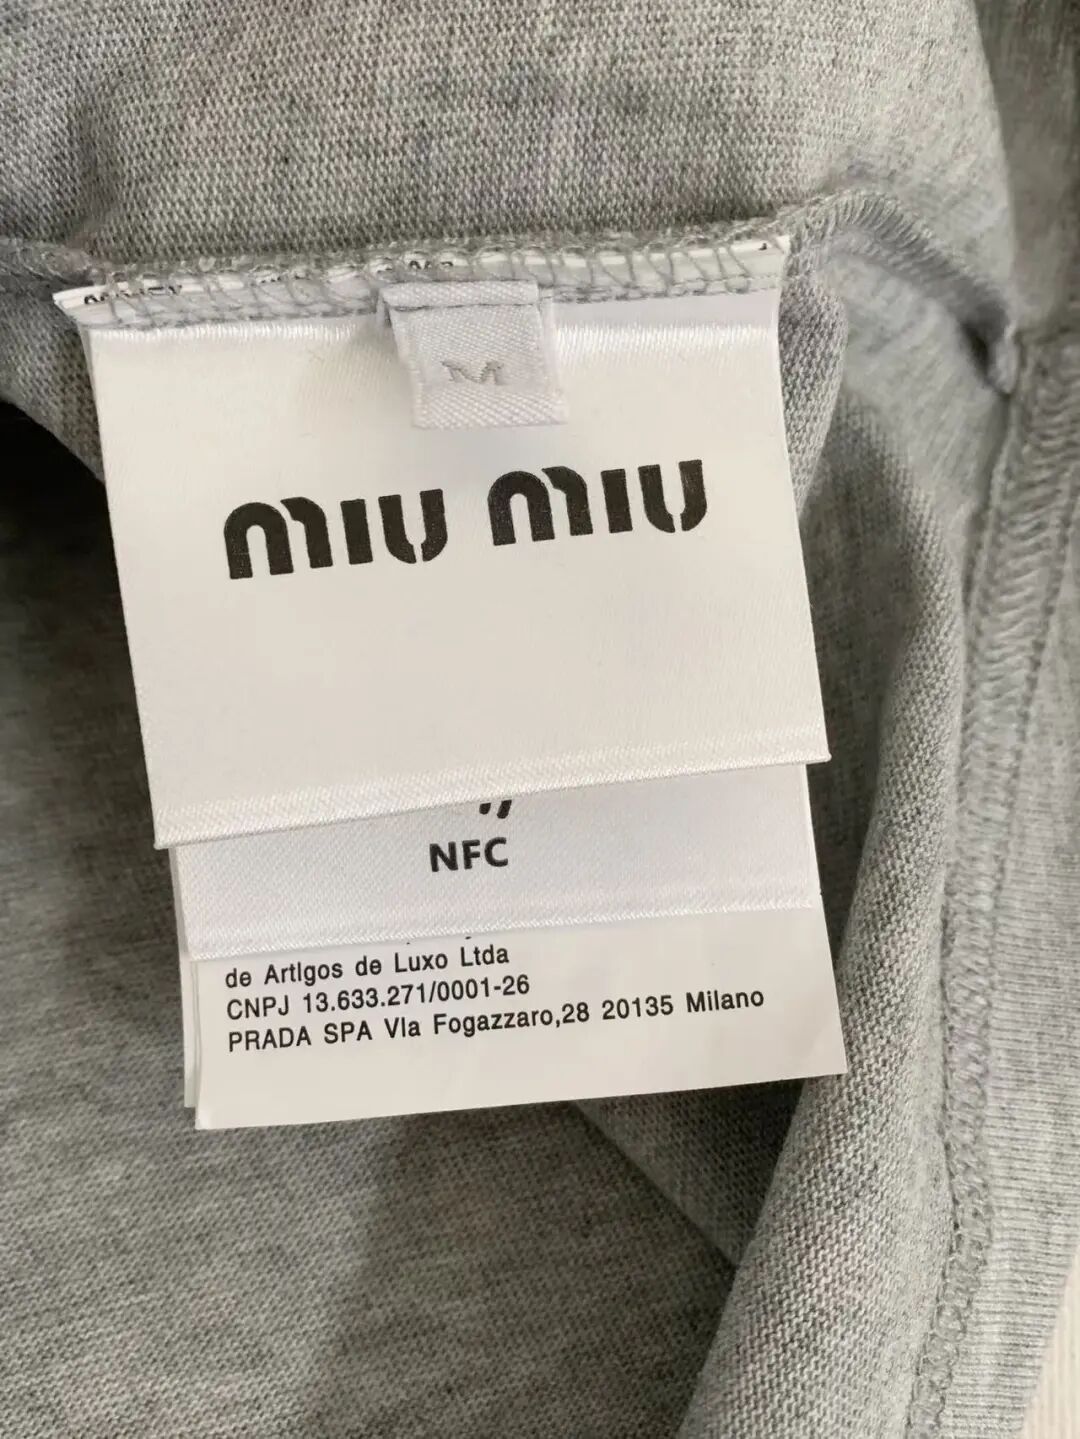 M
MIU MIU
NFC
de ArtIgos de Luxo Ltda
CNPJ 13.633.271/0001-26
PRADA SPA VIa Fogazzaro,28 20135 Milano